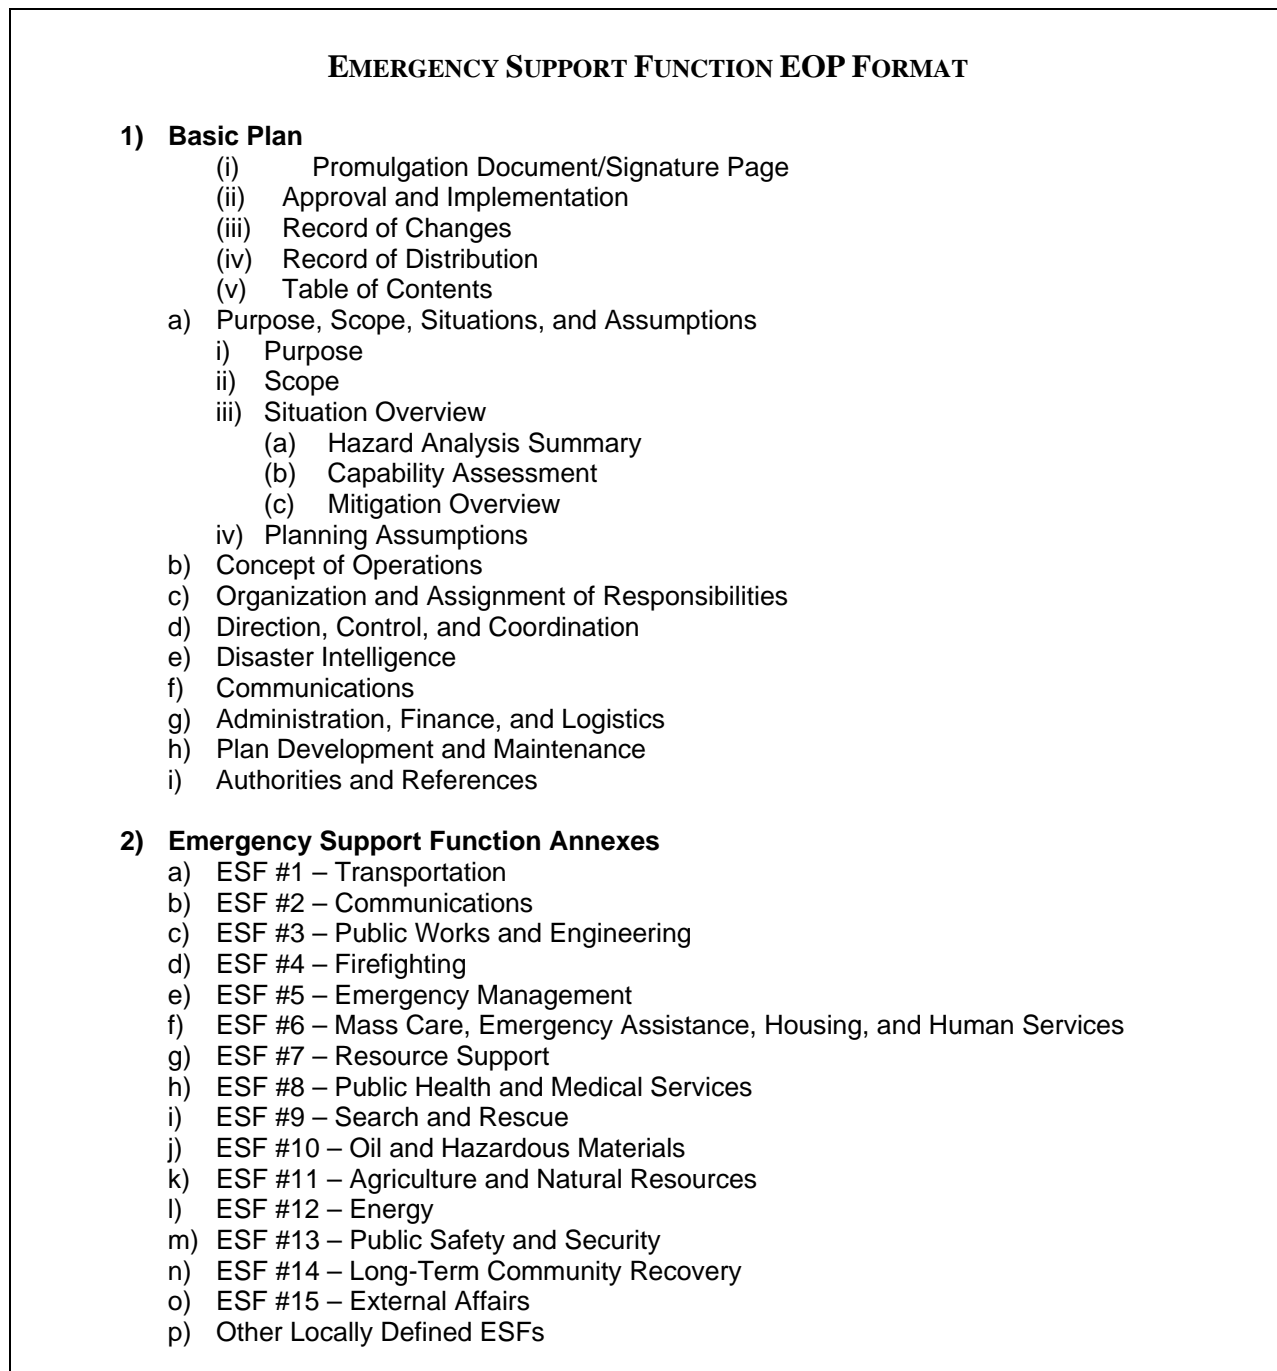 EMERGENCY SUPPORT FUNCTION EOP FORMAT
1) Basic Plan
(i) Promulgation Document/Signature Page
(ii) Approval and Implementation
(iii) Record of Changes
(iv) Record of Distribution
(v) Table of Contents
a) Purpose, Scope, Situations, and Assumptions
i) Purpose
ii) Scope
iii) Situation Overview
(a) Hazard Analysis Summary
(b) Capability Assessment
(c) Mitigation Overview
iv) Planning Assumptions
b) Concept of Operations
c) Organization and Assignment of Responsibilities
d) Direction, Control, and Coordination
e) Disaster Intelligence
f) Communications
g) Administration, Finance, and Logistics
h) Plan Development and Maintenance
i) Authorities and References
2) Emergency Support Function Annexes
a) ESF #1 – Transportation
b) ESF #2 – Communications
c) ESF #3 – Public Works and Engineering
d) ESF #4 – Firefighting
e) ESF #5 – Emergency Management
f) ESF #6 – Mass Care, Emergency Assistance, Housing, and Human Services
g) ESF #7 – Resource Support
h) ESF #8 – Public Health and Medical Services
i) ESF #9 – Search and Rescue
j) ESF #10 – Oil and Hazardous Materials
k) ESF #11 – Agriculture and Natural Resources
l) ESF #12 – Energy
m) ESF #13 – Public Safety and Security
n) ESF #14 – Long-Term Community Recovery
o) ESF #15 – External Affairs
p) Other Locally Defined ESFs